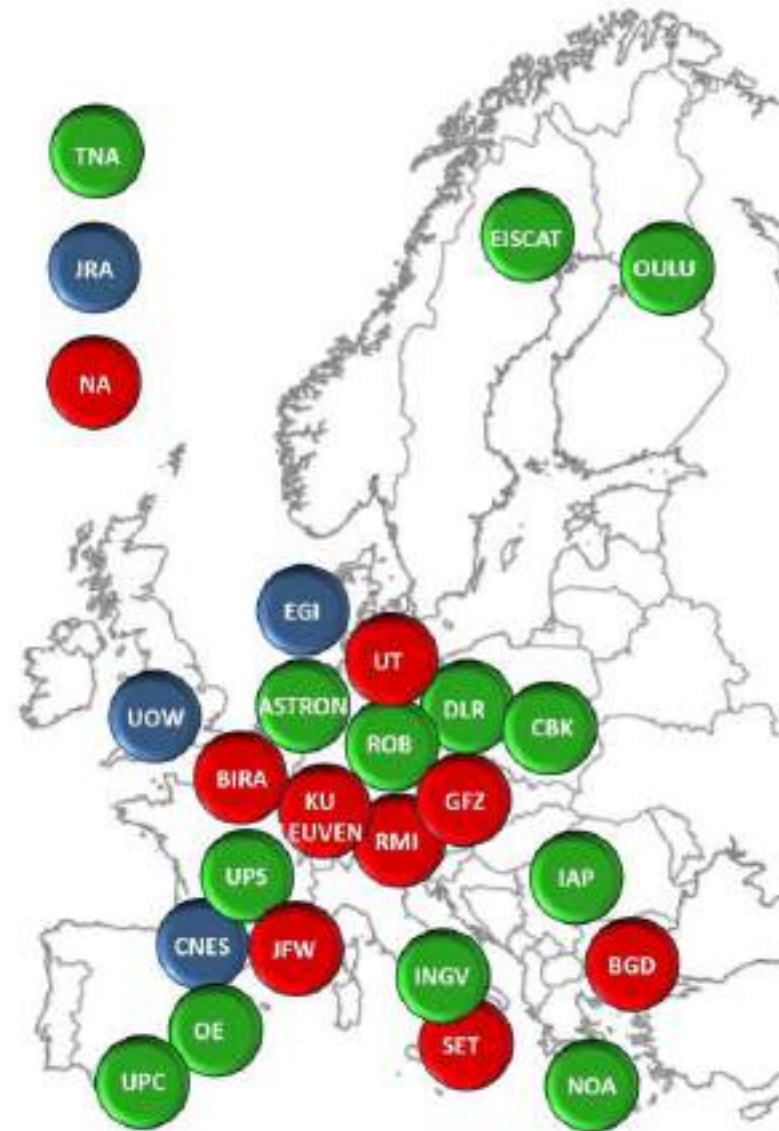 TNA
JRA
NA
EISCAT
OULU
EGI
UT
ASTRON
DLR
UOW
ROB
CBK
BIRA
KU
EUVEN
GFZ
RMI
UPS
IAP
CNES
JFW
BGD
INGV
OE
SET
UPC
NOA